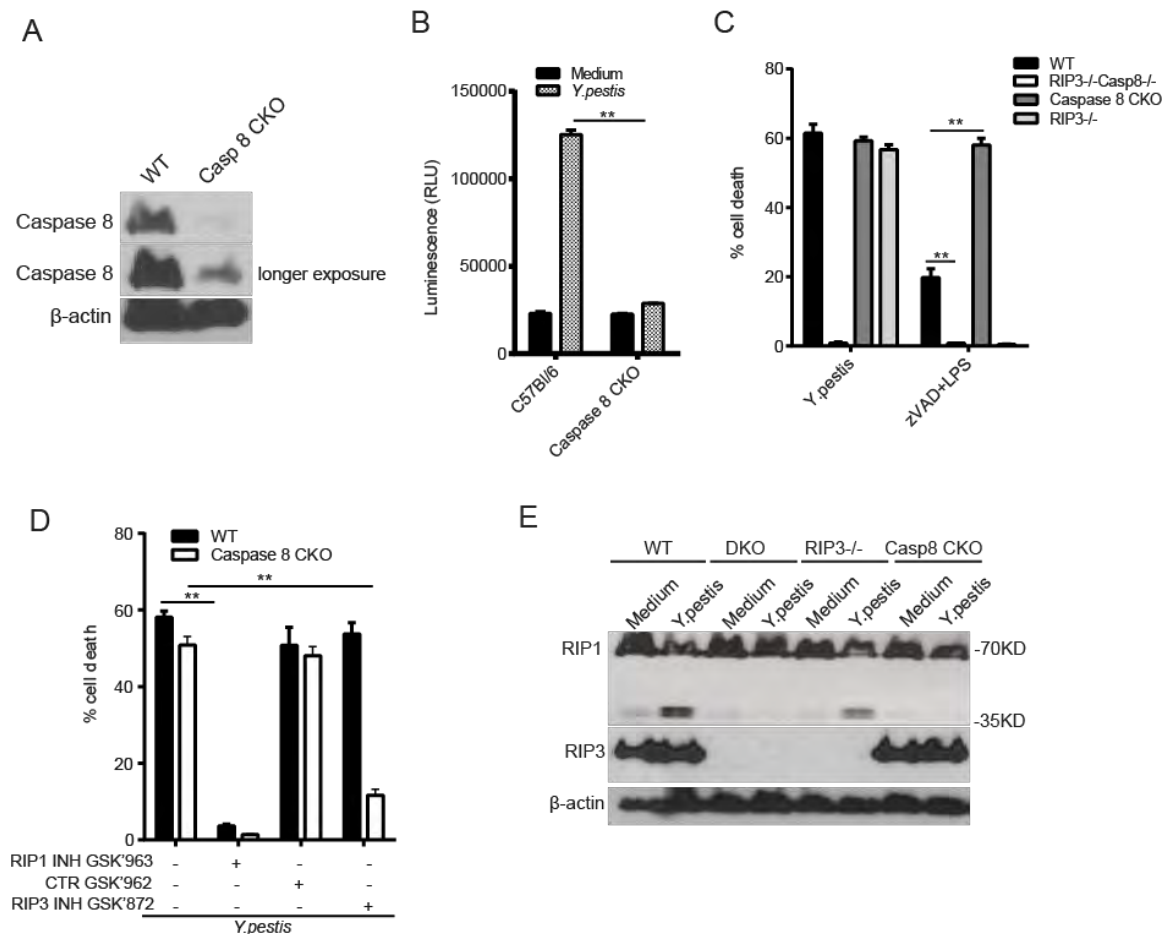 A
WT
Casp 8 CKO
Caspase 8
Caspase 8 longer exposure
β-actin
B
Medium
Y.pestis
Luminescence (RLU)
150000
**
100000
50000
0
C57Bl/6
Caspase 8 CKO
C
WT
RIP3-/-Casp8-/-
Caspase 8 CKO
RIP3-/-
% cell death
80
60
40
20
0
**
**
Y.pestis
zVAD+LPS
D
WT
Caspase 8 CKO
% cell death
80
60
40
20
0
**
**
RIP1 INH GSK'963 - + - -
CTR GSK'962 - - + -
RIP3 INH GSK'872 - - - +
Y.pestis
E
WT DKO RIP3-/- Casp8 CKO
Medium Y.pestis Medium Y.pestis Medium Y.pestis Medium Y.pestis
RIP1 -70KD
-35KD
RIP3
β-actin